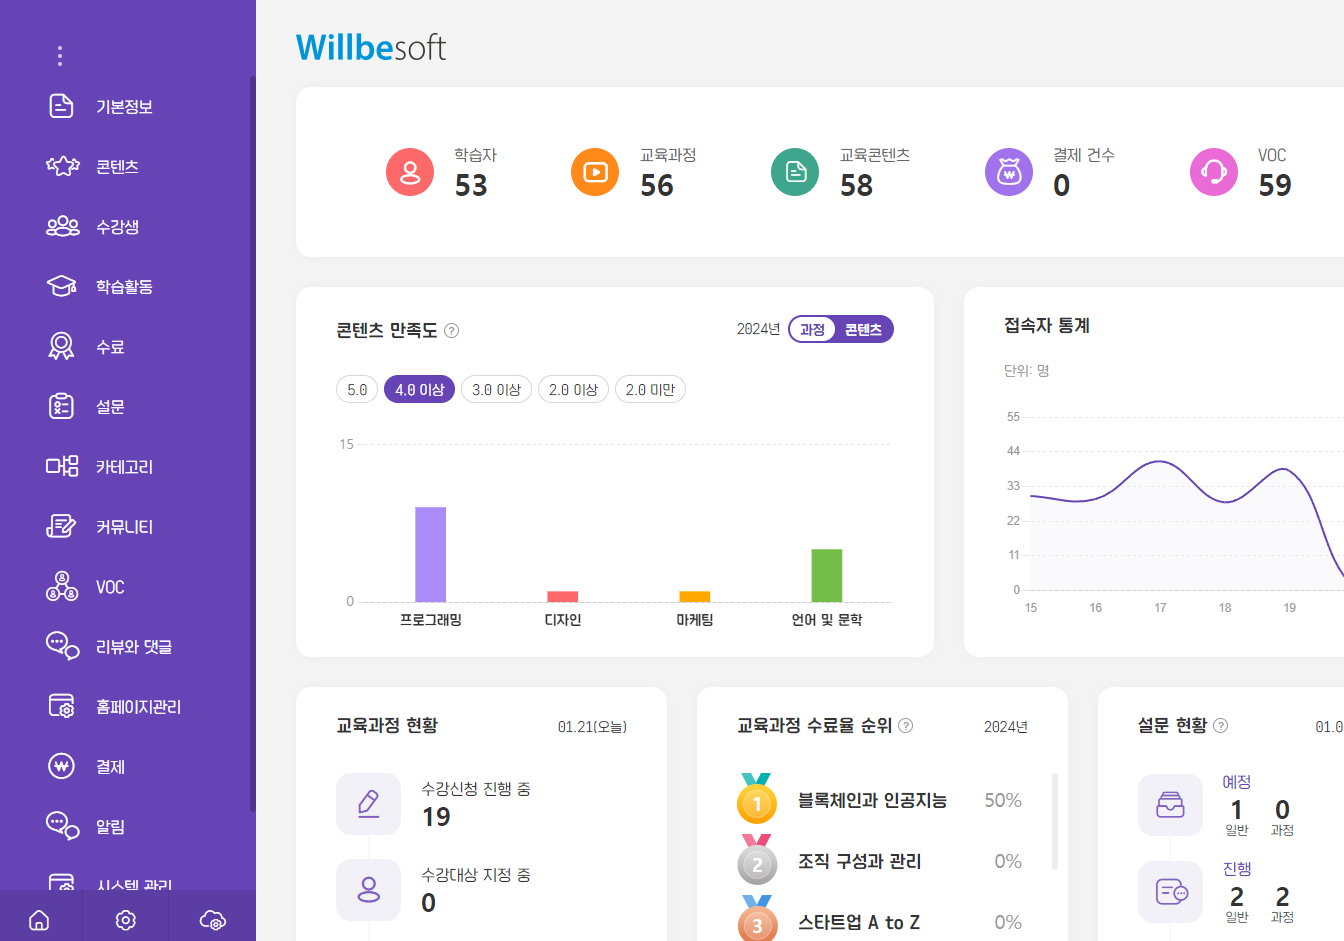 Willbesoft
기본정보
콘텐츠
수강생
학습활동
수료
설문
카테고리
커뮤니티
VOC
리뷰와 댓글
홈페이지관리
결제
알림
시스템 관리
학습자
53
교육과정
56
교육콘텐츠
58
결제 건수
0
VOC
59
콘텐츠 만족도 ?
2024년 과정 콘텐츠
5.0 4.0 이상 3.0 이상 2.0 이상 2.0 미만
15
0
프로그래밍 디자인 마케팅 언어 및 문학
접속자 통계
단위: 명
55
44
33
22
11
0
15 16 17 18 19
교육과정 현황 01.21(오늘)
수강신청 진행 중
19
수강대상 지정 중
0
교육과정 수료율 순위 ? 2024년
1 블록체인과 인공지능 50%
2 조직 구성과 관리 0%
3 스타트업 A to Z 0%
설문 현황 ? 01.0
예정
1 0
일반 과정
진행
2 2
일반 과정